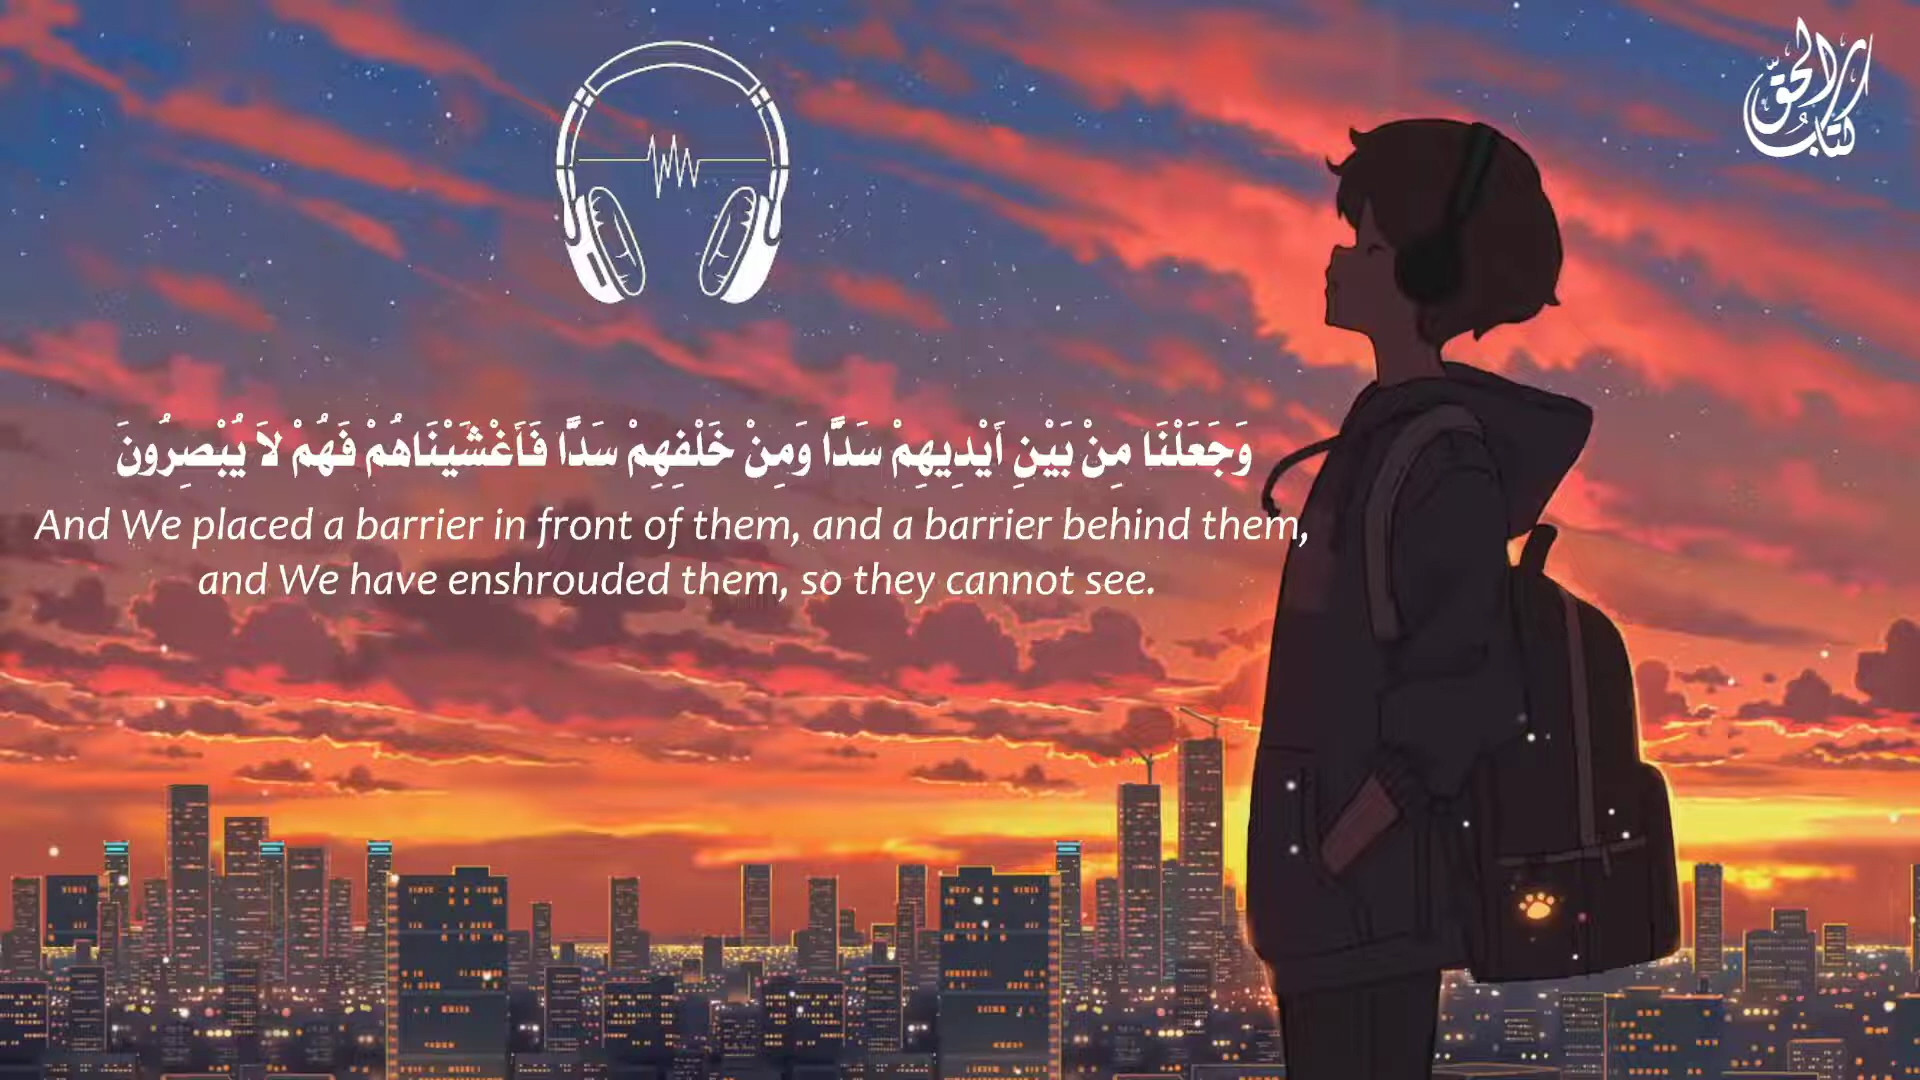 كتاب الحق
وَجَعَلْنَا مِنْ بَيْنِ أَيْدِيهِمْ سَدًّا وَمِنْ خَلْفِهِمْ سَدًّا فَأَغْشَيْنَاهُمْ فَهُمْ لاَ يُبْصِرُونَ
And We placed a barrier in front of them, and a barrier behind them,
and We have enshrouded them, so they cannot see.